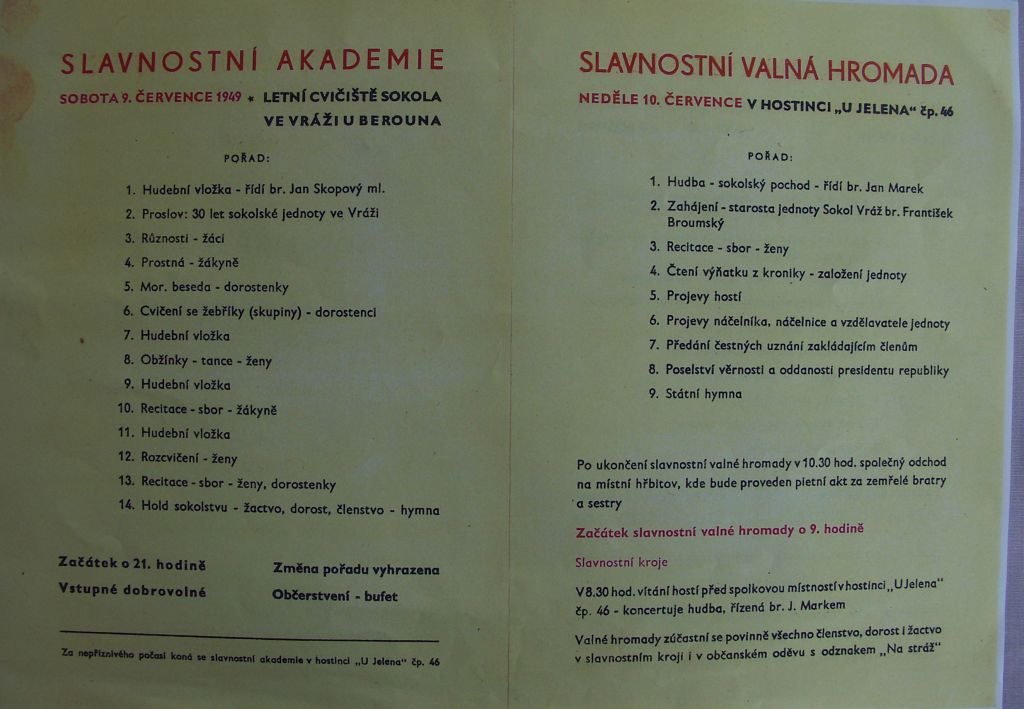 SLAVNOSTNÍ AKADEMIE
SOBOTA 9. ČERVENCE 1949 ★ LETNÍ CVIČIŠTĚ SOKOLA
VE VRÁŽI U BEROUNA
POŘAD:
1. Hudební vložka - řídí br. Jan Skopový ml.
2. Proslov: 30 let sokolské jednoty ve Vráži
3. Různosti - žáci
4. Prostná - žákyně
5. Mor. beseda - dorostenky
6. Cvičení se žebříky (skupiny) - dorostenci
7. Hudební vložka
8. Obžínky - tance - ženy
9. Hudební vložka
10. Recitace - sbor - žákyně
11. Hudební vložka
12. Rozcvičení - ženy
13. Recitace - sbor - ženy, dorostenky
14. Hold sokolstvu - žactvo, dorost, členstvo - hymna
Začátek o 21. hodině
Vstupné dobrovolné
Změna pořadu vyhrazena
Občerstvení - bufet
Za nepříznivého počasí koná se slavnostní akademie v hostinci „U Jelena“ čp. 46
SLAVNOSTNÍ VALNÁ HROMADA
NEDĚLE 10. ČERVENCE V HOSTINCI „U JELENA“ čp. 46
POŘAD:
1. Hudba - sokolský pochod - řídí br. Jan Marek
2. Zahájení - starosta jednoty Sokol Vráž br. František
Broumský
3. Recitace - sbor - ženy
4. Čtení výňatku z kroniky - založení jednoty
5. Projevy hostí
6. Projevy náčelníka, náčelnice a vzdělavatele jednoty
7. Předání čestných uznání zakládajícím členům
8. Poselství věrnosti a oddanosti presidentu republiky
9. Státní hymna
Po ukončení slavnostní valné hromady v 10.30 hod. společný odchod
na místní hřbitov, kde bude proveden pietní akt za zemřelé bratry
a sestry
Začátek slavnostní valné hromady o 9. hodině
Slavnostní kroje
V 8.30 hod. vítání hostí před spolkovou místností v hostinci „U Jelena“
čp. 46 - koncertuje hudba, řízená br. J. Markem
Valné hromady zúčastní se povinně všechno členstvo, dorost i žactvo
v slavnostním kroji i v občanském oděvu s odznakem „Na stráž“